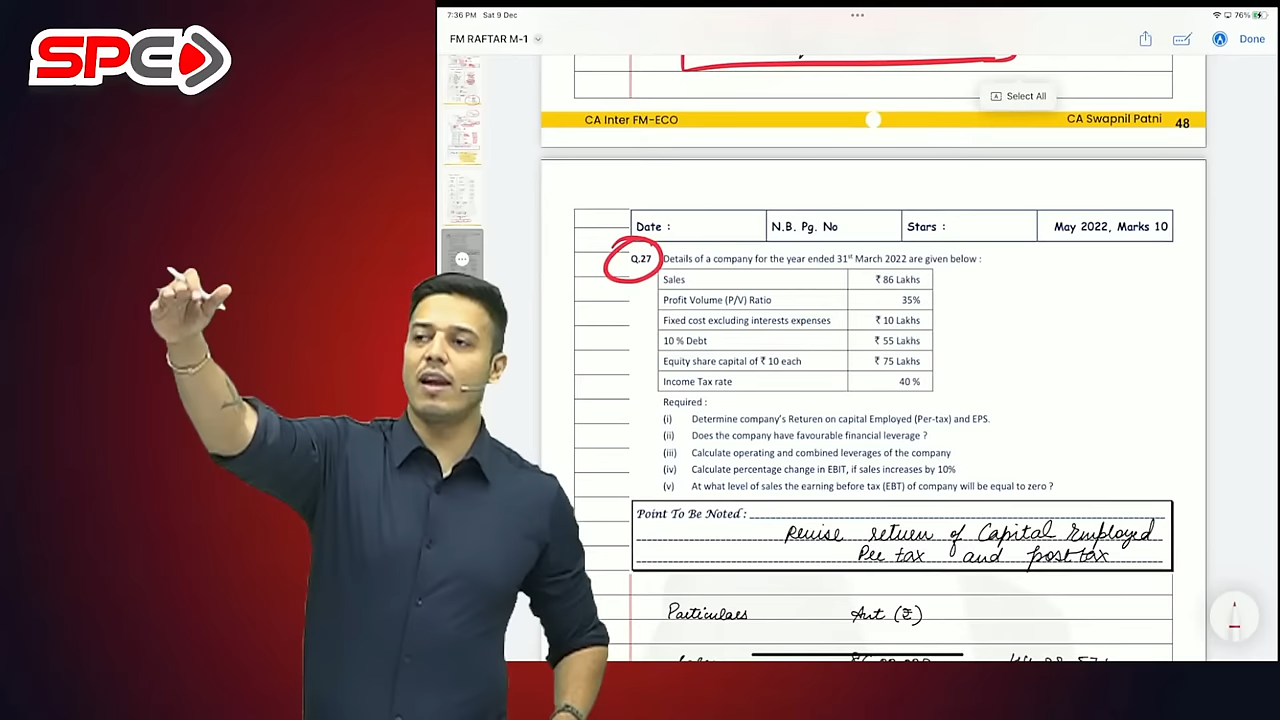 SPC
7:36 PM Sat 9 Dec
76%
FM RAFTAR M-1
Done
Select All
CA Inter FM-ECO
CA Swapnil Patni 48
Date :
N.B. Pg. No
Stars :
May 2022, Marks 10
Q.27 Details of a company for the year ended 31st March 2022 are given below :
Sales ₹ 86 Lakhs
Profit Volume (P/V) Ratio 35%
Fixed cost excluding interests expenses ₹ 10 Lakhs
10 % Debt ₹ 55 Lakhs
Equity share capital of ₹ 10 each ₹ 75 Lakhs
Income Tax rate 40 %
Required :
(i) Determine company's Returen on capital Employed (Per-tax) and EPS.
(ii) Does the company have favourable financial leverage ?
(iii) Calculate operating and combined leverages of the company
(iv) Calculate percentage change in EBIT, if sales increases by 10%
(v) At what level of sales the earning before tax (EBT) of company will be equal to zero ?
Point To Be Noted :
Revise return of Capital Employed
Pre tax and post tax
Particulars Amt (₹)